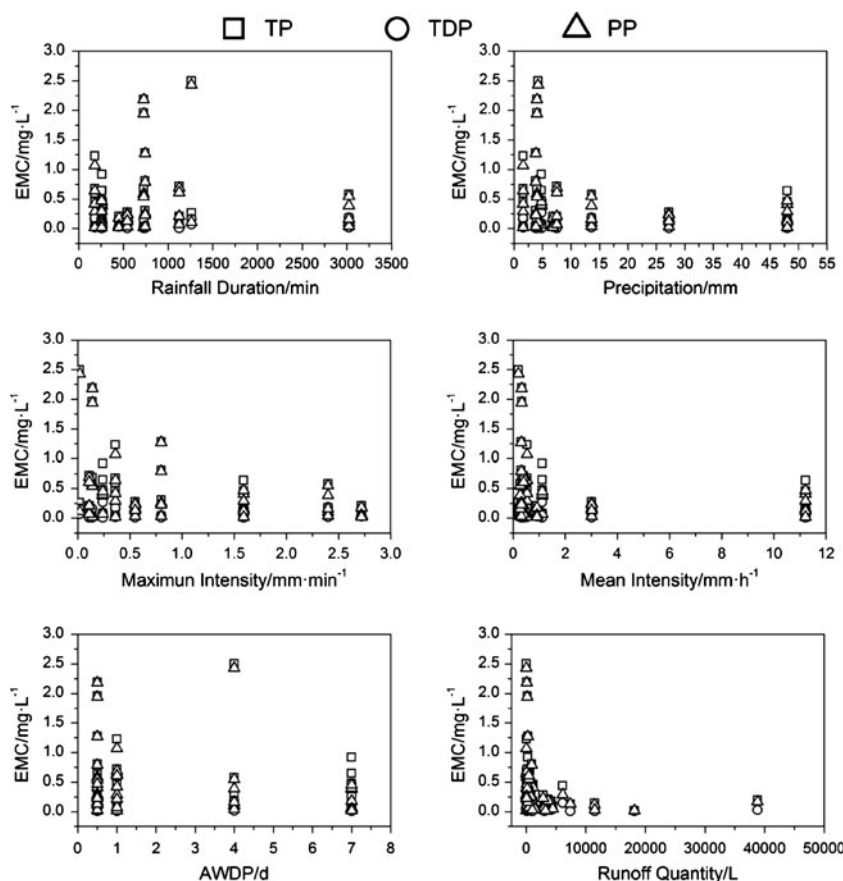 TP TDP PP
3.0
2.5
2.0
1.5
1.0
0.5
0.0
EMC/mg·L⁻¹
0 500 1000 1500 2000 2500 3000 3500
Rainfall Duration/min
3.0
2.5
2.0
1.5
1.0
0.5
0.0
EMC/mg·L⁻¹
0 5 10 15 20 25 30 35 40 45 50 55
Precipitation/mm
3.0
2.5
2.0
1.5
1.0
0.5
0.0
EMC/mg·L⁻¹
0.0 0.5 1.0 1.5 2.0 2.5 3.0
Maximun Intensity/mm·min⁻¹
3.0
2.5
2.0
1.5
1.0
0.5
0.0
EMC/mg·L⁻¹
0 2 4 6 8 10 12
Mean Intensity/mm·h⁻¹
3.0
2.5
2.0
1.5
1.0
0.5
0.0
EMC/mg·L⁻¹
0 1 2 3 4 5 6 7 8
AWDP/d
3.0
2.5
2.0
1.5
1.0
0.5
0.0
EMC/mg·L⁻¹
0 10000 20000 30000 40000 50000
Runoff Quantity/L